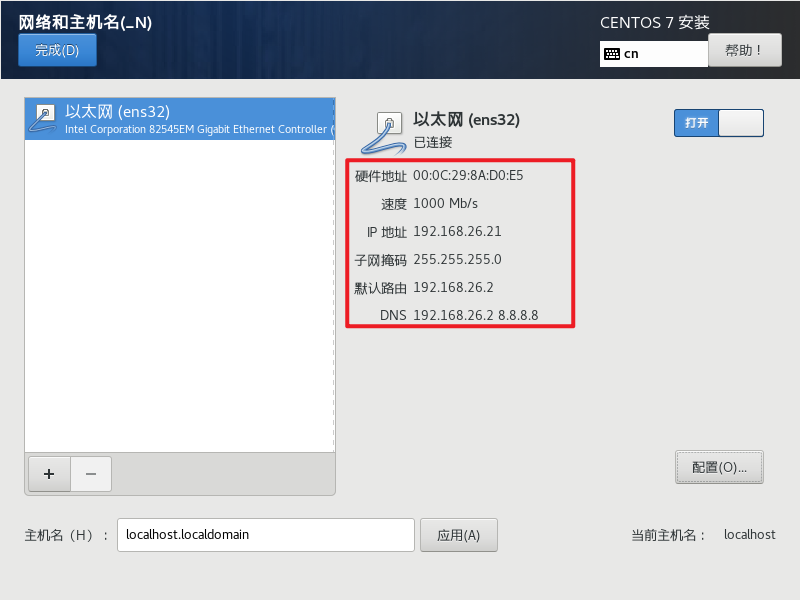 网络和主机名(_N)
CENTOS 7 安装
完成(D)
cn
帮助！
以太网 (ens32)
Intel Corporation 82545EM Gigabit Ethernet Controller (
以太网 (ens32)
已连接
打开
硬件地址 00:0C:29:8A:D0:E5
速度 1000 Mb/s
IP 地址 192.168.26.21
子网掩码 255.255.255.0
默认路由 192.168.26.2
DNS 192.168.26.2 8.8.8.8
+ −
配置(O)...
主机名（H）： localhost.localdomain
应用(A)
当前主机名： localhost